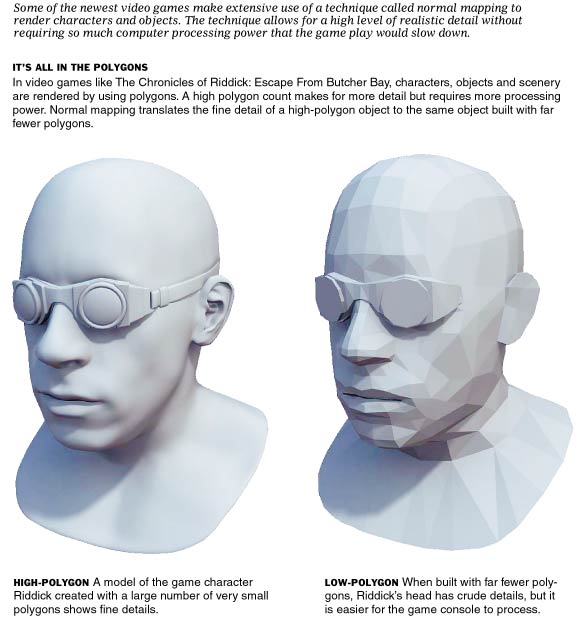 Some of the newest video games make extensive use of a technique called normal mapping to
render characters and objects. The technique allows for a high level of realistic detail without
requiring so much computer processing power that the game play would slow down.
IT'S ALL IN THE POLYGONS
In video games like The Chronicles of Riddick: Escape From Butcher Bay, characters, objects and scenery
are rendered by using polygons. A high polygon count makes for more detail but requires more processing
power. Normal mapping translates the fine detail of a high-polygon object to the same object built with far
fewer polygons.
HIGH-POLYGON A model of the game character
Riddick created with a large number of very small
polygons shows fine details.
LOW-POLYGON When built with far fewer poly-
gons, Riddick's head has crude details, but it
is easier for the game console to process.